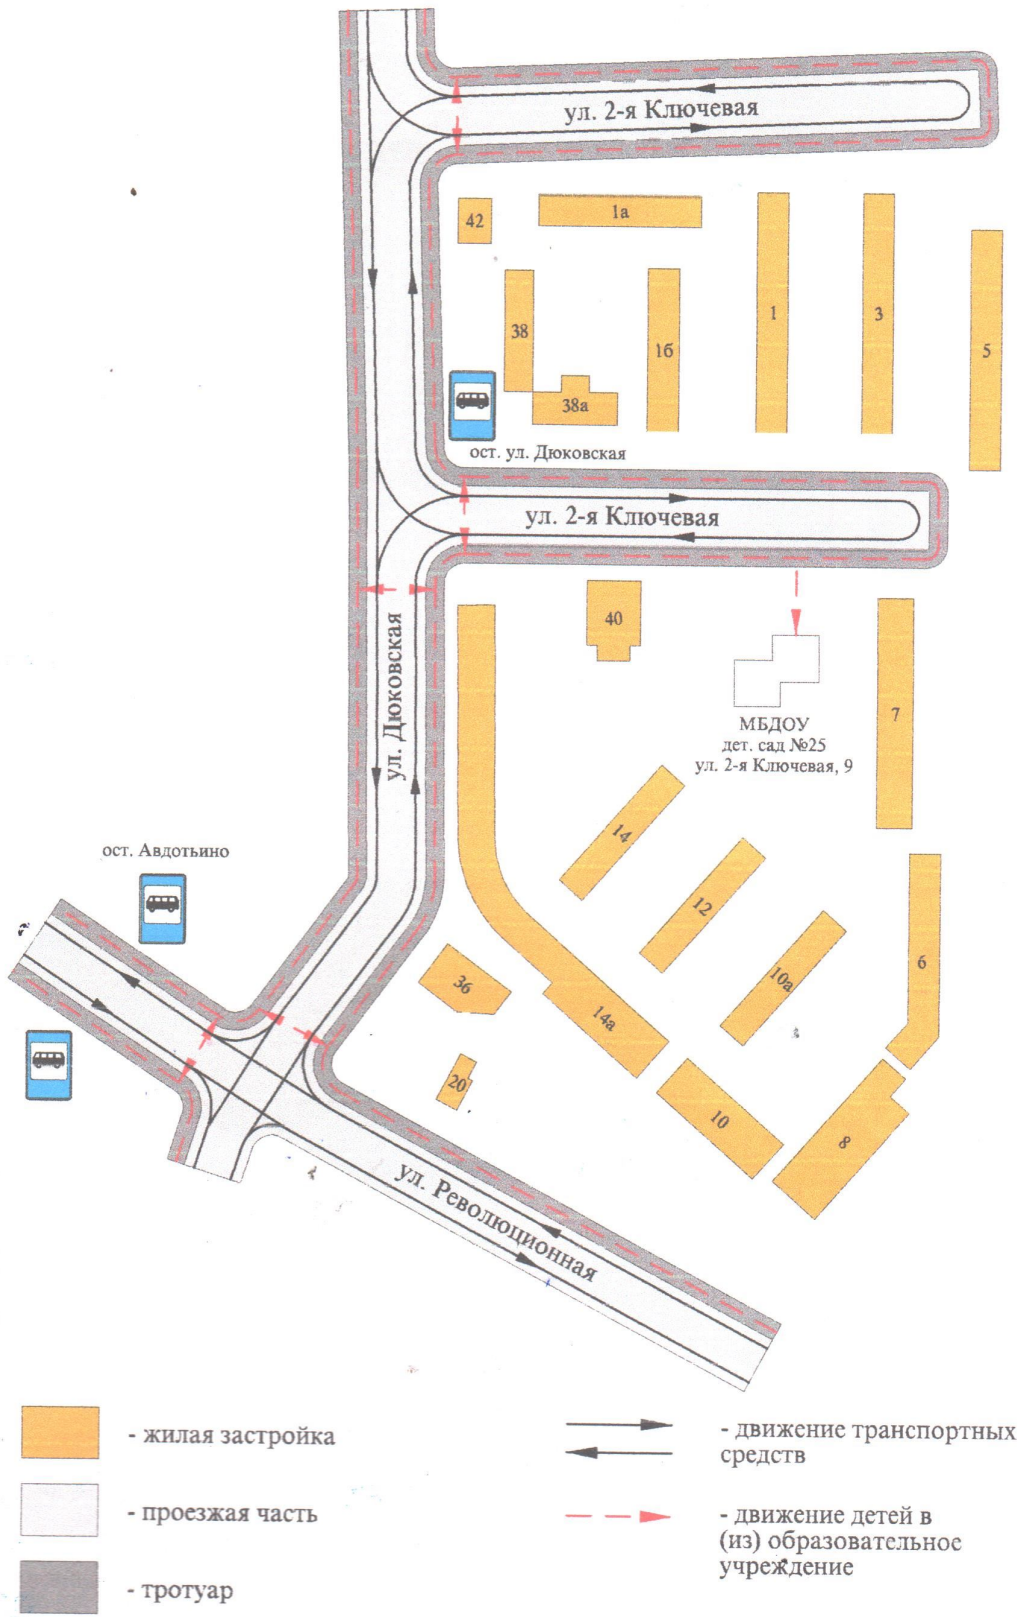 ул. 2-я Ключевая
42
1а
38
1б
1
3
5
38а
ост. ул. Дюковская
ул. 2-я Ключевая
40
ул. Дюковская
МБДОУ
дет. сад №25
ул. 2-я Ключевая, 9
7
14
12
10а
6
ост. Авдотьино
36
14а
20
10
8
ул. Революционная
- жилая застройка
- проезжая часть
- тротуар
- движение транспортных
средств
- движение детей в
(из) образовательное
учреждение